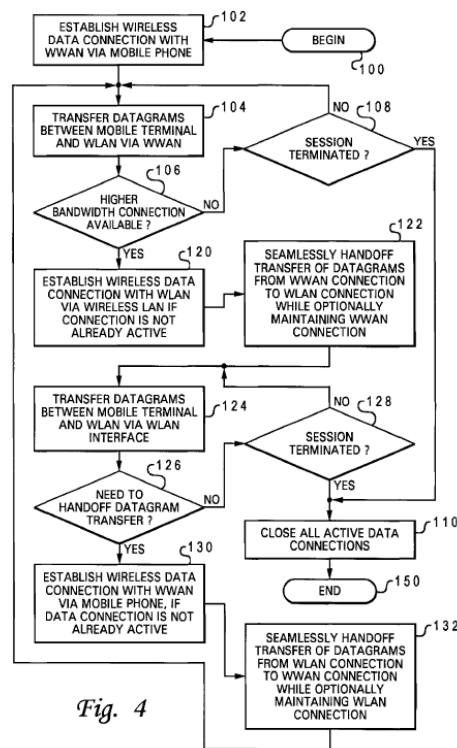 102
ESTABLISH WIRELESS
DATA CONNECTION WITH
WWAN VIA MOBILE PHONE
BEGIN
100
104
TRANSFER DATAGRAMS
BETWEEN MOBILE TERMINAL
AND WLAN VIA WWAN
NO
108
SESSION
TERMINATED ?
YES
106
HIGHER
BANDWIDTH CONNECTION
AVAILABLE ?
NO
YES
120
ESTABLISH WIRELESS DATA
CONNECTION WITH WLAN
VIA WIRELESS LAN IF
CONNECTION IS NOT
ALREADY ACTIVE
122
SEAMLESSLY HANDOFF
TRANSFER OF DATAGRAMS
FROM WWAN CONNECTION
TO WLAN CONNECTION
WHILE OPTIONALLY
MAINTAINING WWAN
CONNECTION
TRANSFER DATAGRAMS
BETWEEN MOBILE TERMINAL
AND WLAN VIA WLAN
INTERFACE
124
NO
128
SESSION
TERMINATED ?
YES
126
NEED TO
HANDOFF DATAGRAM
TRANSFER ?
NO
YES
110
CLOSE ALL ACTIVE DATA
CONNECTIONS
END
150
130
ESTABLISH WIRELESS DATA
CONNECTION WITH WWAN
VIA MOBILE PHONE, IF
DATA CONNECTION IS NOT
ALREADY ACTIVE
132
SEAMLESSLY HANDOFF
TRANSFER OF DATAGRAMS
FROM WLAN CONNECTION
TO WWAN CONNECTION
WHILE OPTIONALLY
MAINTAINING WLAN
CONNECTION
Fig. 4